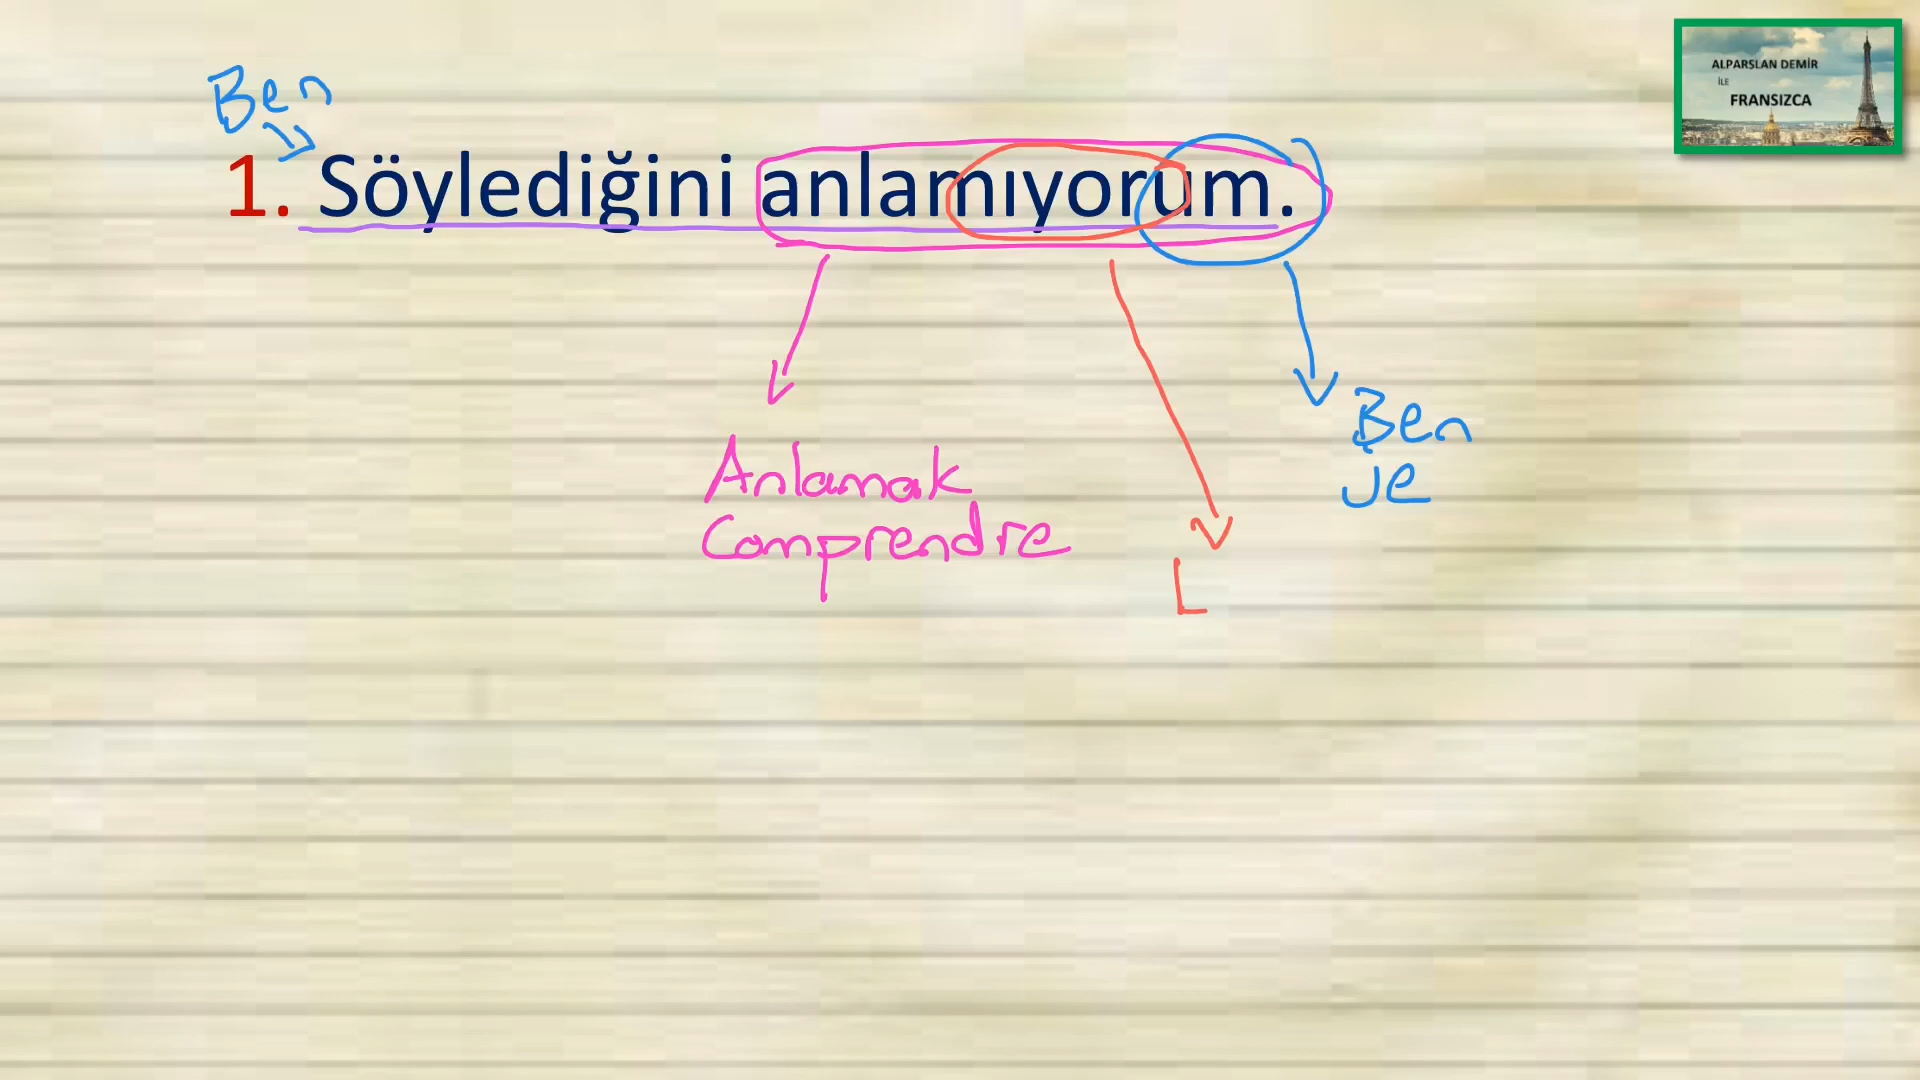 ALPARSLAN DEMİR
İLE
FRANSIZCA
Ben
1. Söylediğini anlamıyorum.
Ben
Je
Anlamak
Comprendre